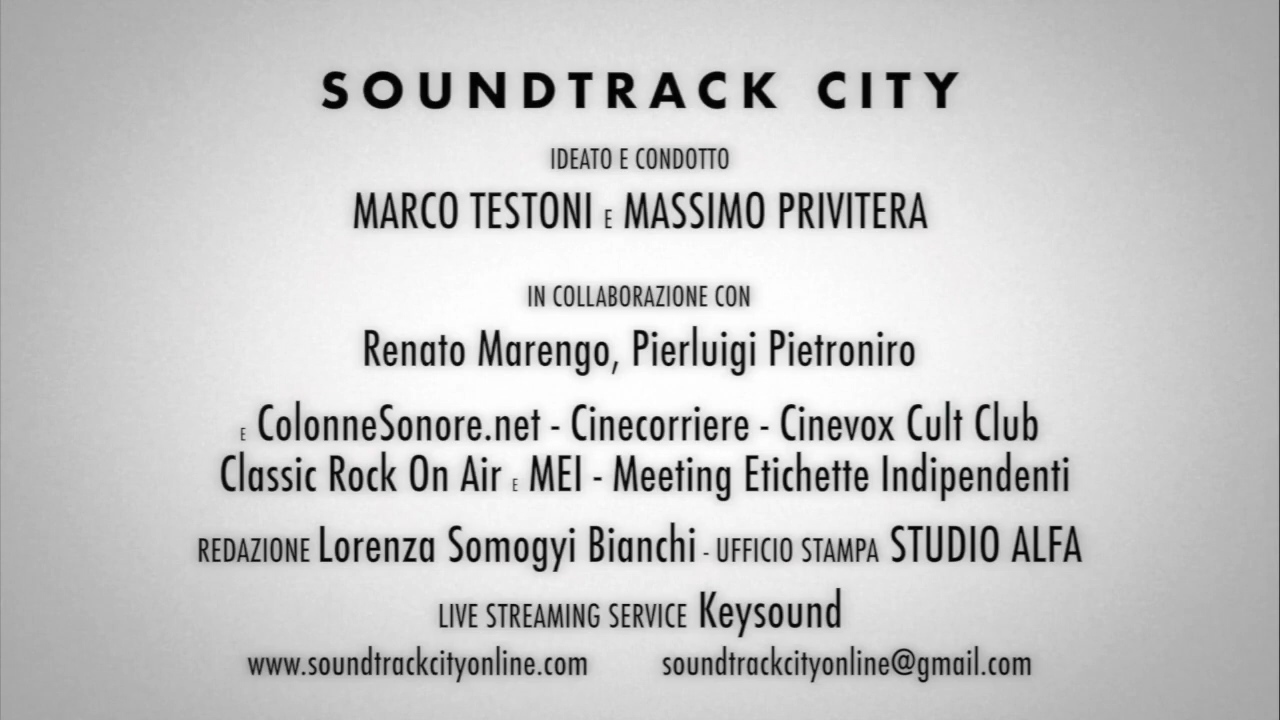 SOUNDTRACK CITY
IDEATO E CONDOTTO
MARCO TESTONI E MASSIMO PRIVITERA
IN COLLABORAZIONE CON
Renato Marengo, Pierluigi Pietroniro
E ColonneSonore.net - Cinecorriere - Cinevox Cult Club
Classic Rock On Air E MEI - Meeting Etichette Indipendenti
REDAZIONE Lorenza Somogyi Bianchi - UFFICIO STAMPA STUDIO ALFA
LIVE STREAMING SERVICE Keysound
www.soundtrackcityonline.com soundtrackcityonline@gmail.com